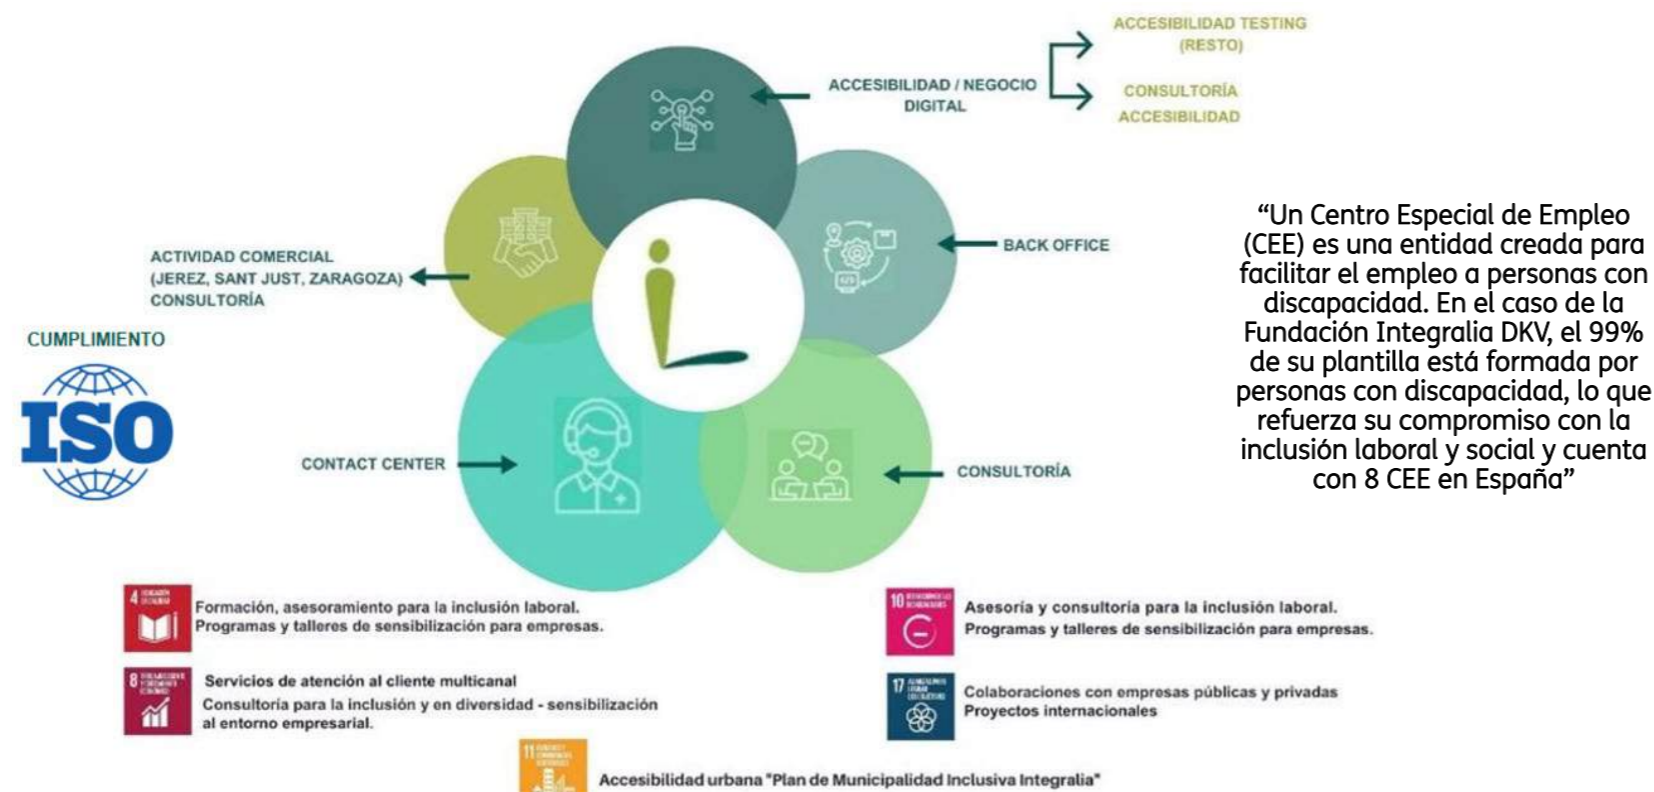 ACCESIBILIDAD TESTING
(RESTO)
ACCESIBILIDAD / NEGOCIO
DIGITAL
CONSULTORÍA
ACCESIBILIDAD
BACK OFFICE
ACTIVIDAD COMERCIAL
(JEREZ, SANT JUST, ZARAGOZA)
CONSULTORÍA
CUMPLIMIENTO
ISO
CONTACT CENTER
CONSULTORÍA
“Un Centro Especial de Empleo
(CEE) es una entidad creada para
facilitar el empleo a personas con
discapacidad. En el caso de la
Fundación Integralia DKV, el 99%
de su plantilla está formada por
personas con discapacidad, lo que
refuerza su compromiso con la
inclusión laboral y social y cuenta
con 8 CEE en España”
4
Formación, asesoramiento para la inclusión laboral.
Programas y talleres de sensibilización para empresas.
8
Servicios de atención al cliente multicanal
Consultoría para la inclusión y en diversidad - sensibilización
al entorno empresarial.
10
Asesoría y consultoría para la inclusión laboral.
Programas y talleres de sensibilización para empresas.
17
Colaboraciones con empresas públicas y privadas
Proyectos internacionales
11
Accesibilidad urbana "Plan de Municipalidad Inclusiva Integralia"